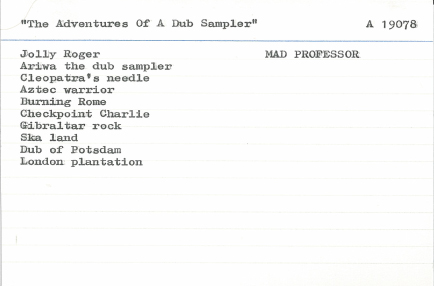 "The Adventures Of A Dub Sampler" A 19078
Jolly Roger MAD PROFESSOR
Ariwa the dub sampler
Cleopatra's needle
Aztec warrior
Burning Rome
Checkpoint Charlie
Gibraltar rock
Ska land
Dub of Potsdam
London plantation